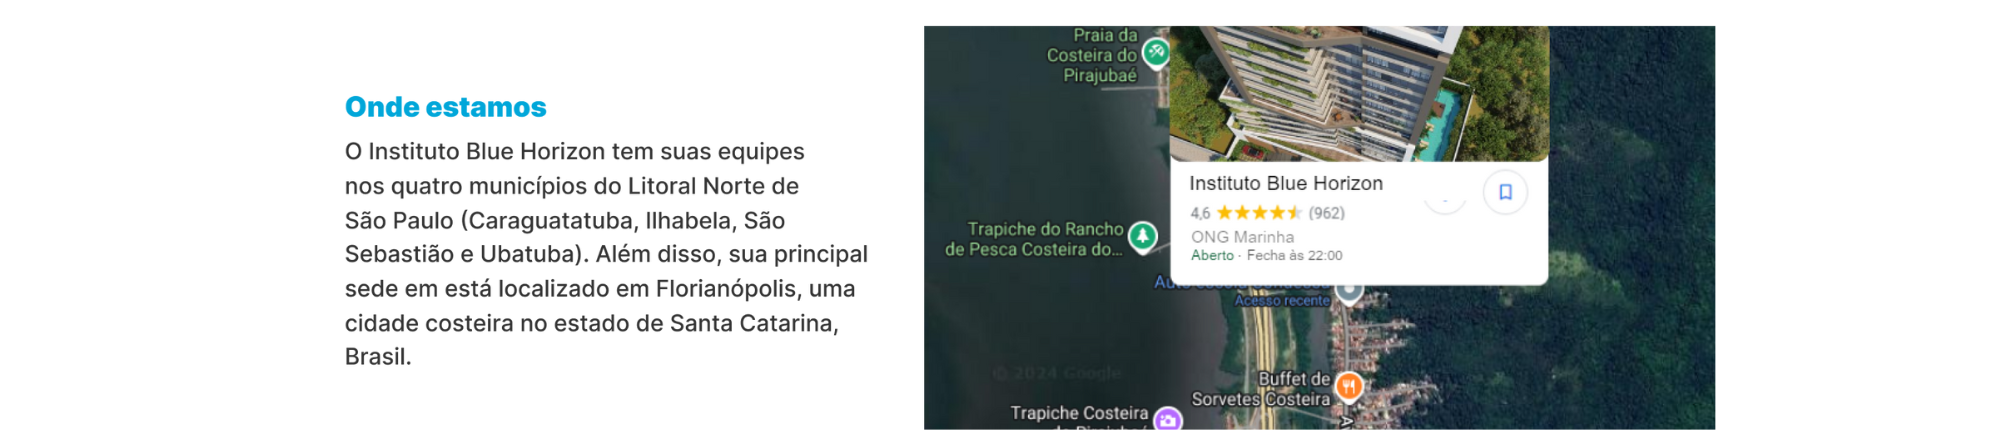 Onde estamos
O Instituto Blue Horizon tem suas equipes
nos quatro municípios do Litoral Norte de
São Paulo (Caraguatatuba, Ilhabela, São
Sebastião e Ubatuba). Além disso, sua principal
sede em está localizado em Florianópolis, uma
cidade costeira no estado de Santa Catarina,
Brasil.
Praia da
Costeira do
Pirajubaé
Instituto Blue Horizon
4,6 (962)
ONG Marinha
Aberto · Fecha às 22:00
Trapiche do Rancho
de Pesca Costeira do...
Acesso recente
© 2024 Google
Buffet de
Sorvetes Costeira
Trapiche Costeira